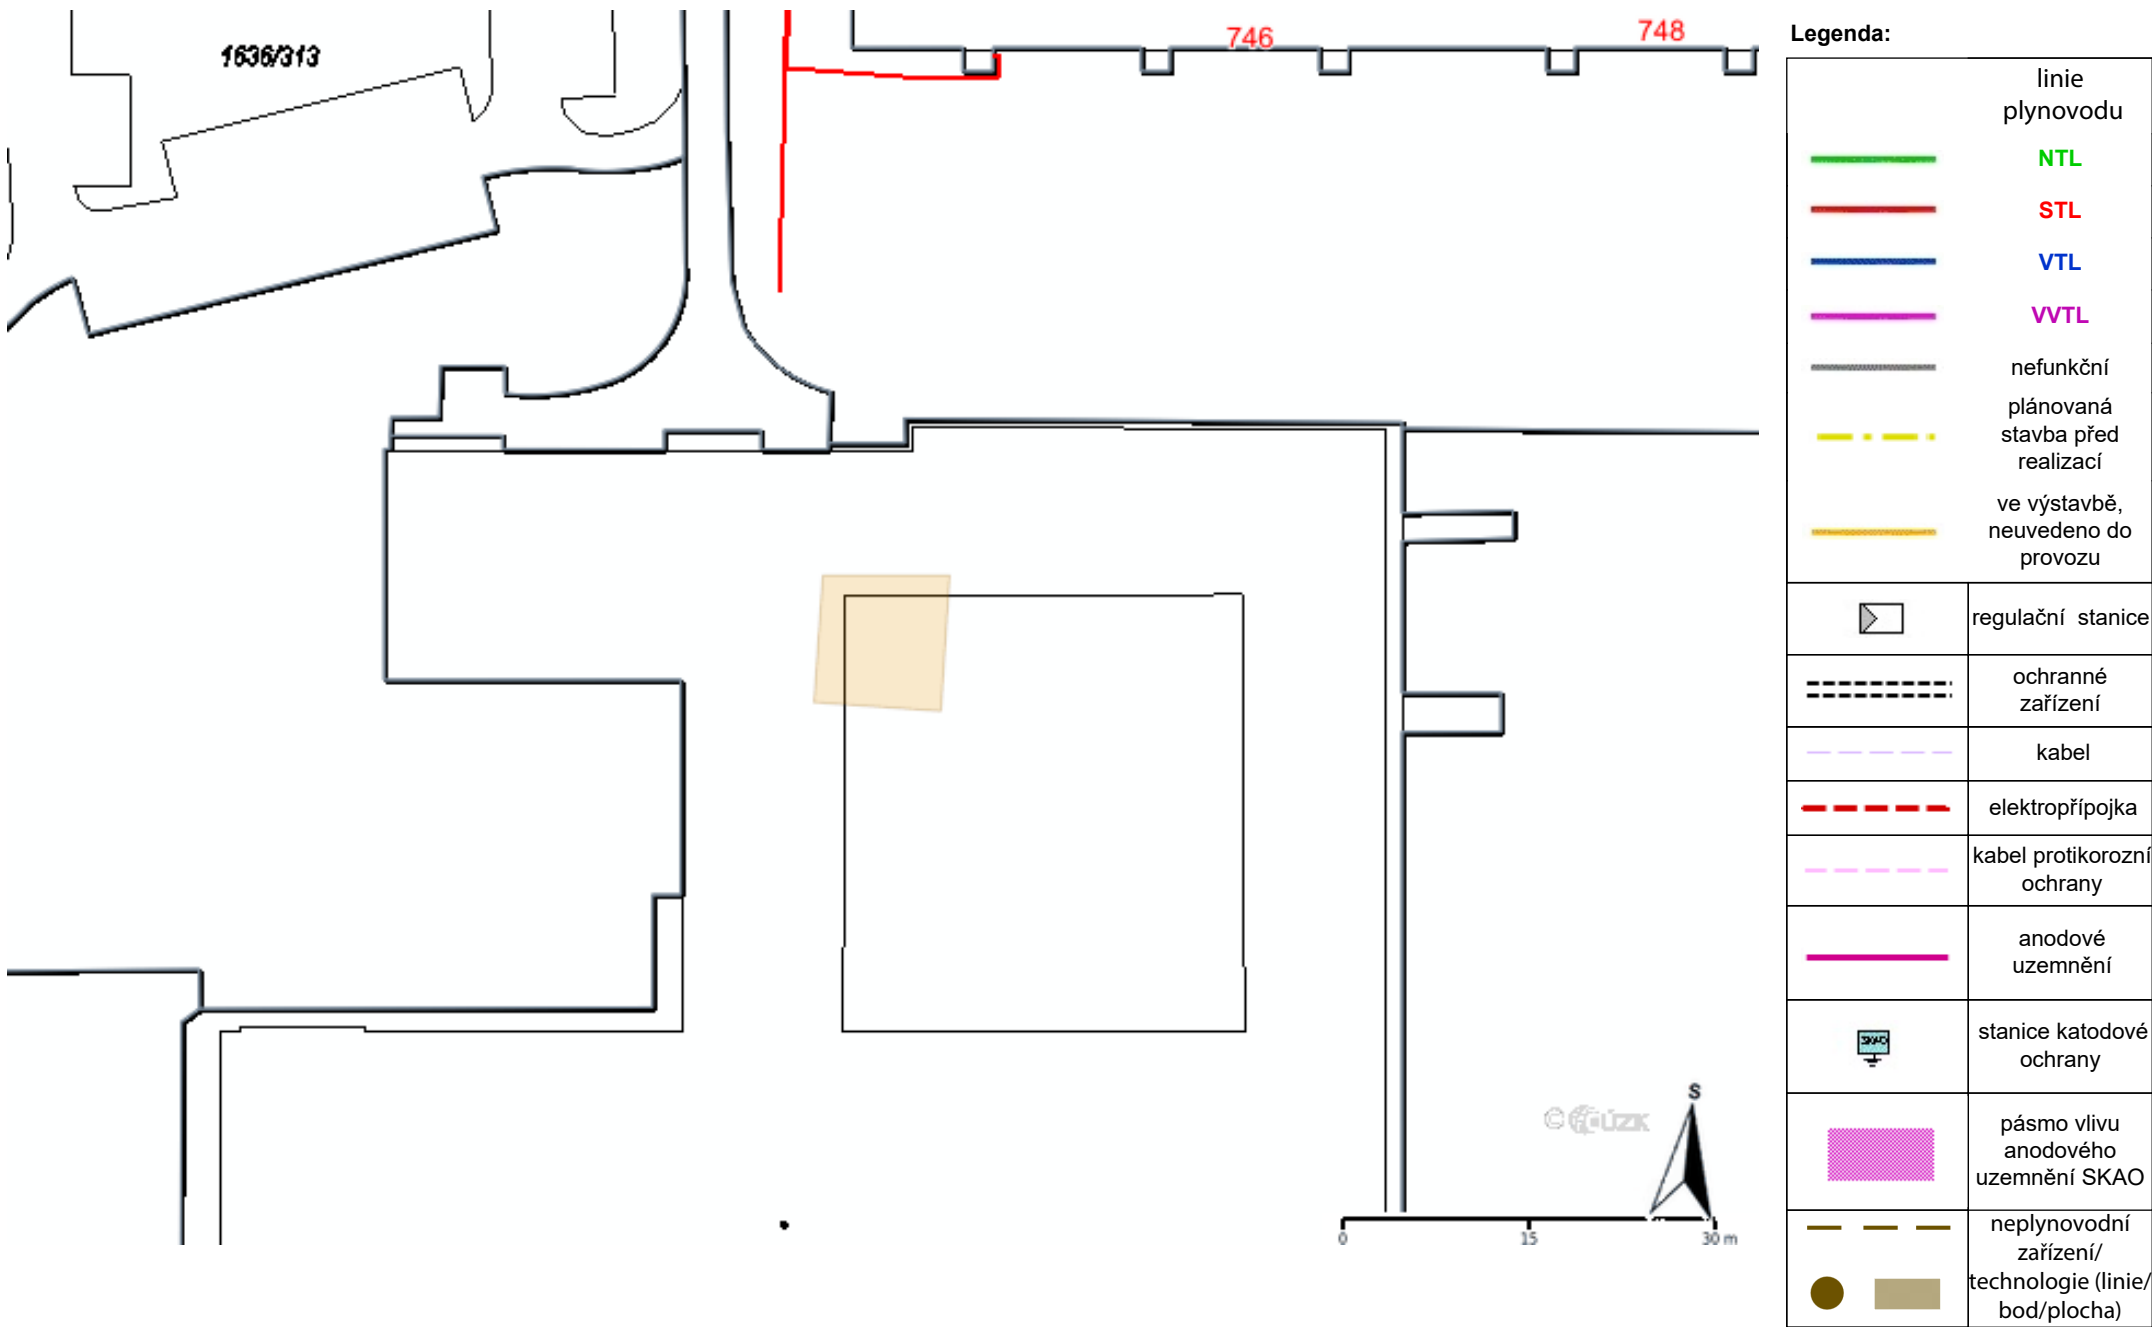 1636/313
746
748
Legenda:
linie
plynovodu
NTL
STL
VTL
VVTL
nefunkční
plánovaná
stavba před
realizací
ve výstavbě,
neuvedeno do
provozu
regulační stanice
ochranné
zařízení
kabel
elektropřípojka
kabel protikorozní
ochrany
anodové
uzemnění
SKAO
stanice katodové
ochrany
pásmo vlivu
anodového
uzemnění SKAO
neplynovodní
zařízení/
technologie (linie/
bod/plocha)
S
© ČÚZK
0 15 30 m